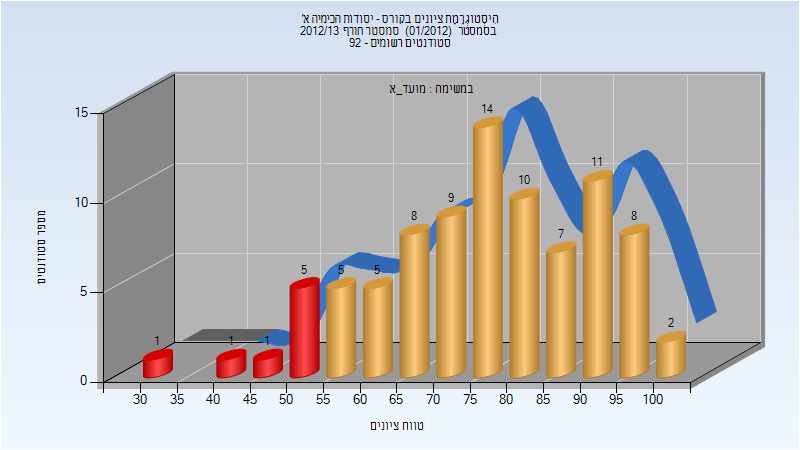 היסטוגרמת ציונים בקורס - יסודות הכימיה א'
בסמסטר (01/2012) סמסטר חורף 2012/13
סטודנטים רשומים - 92
במשימה : מועד_א
מספר סטודנטים
15
10
5
0
1
1
1
5
5
5
8
9
14
10
7
11
8
2
30 35 40 45 50 55 60 65 70 75 80 85 90 95 100
טווח ציונים